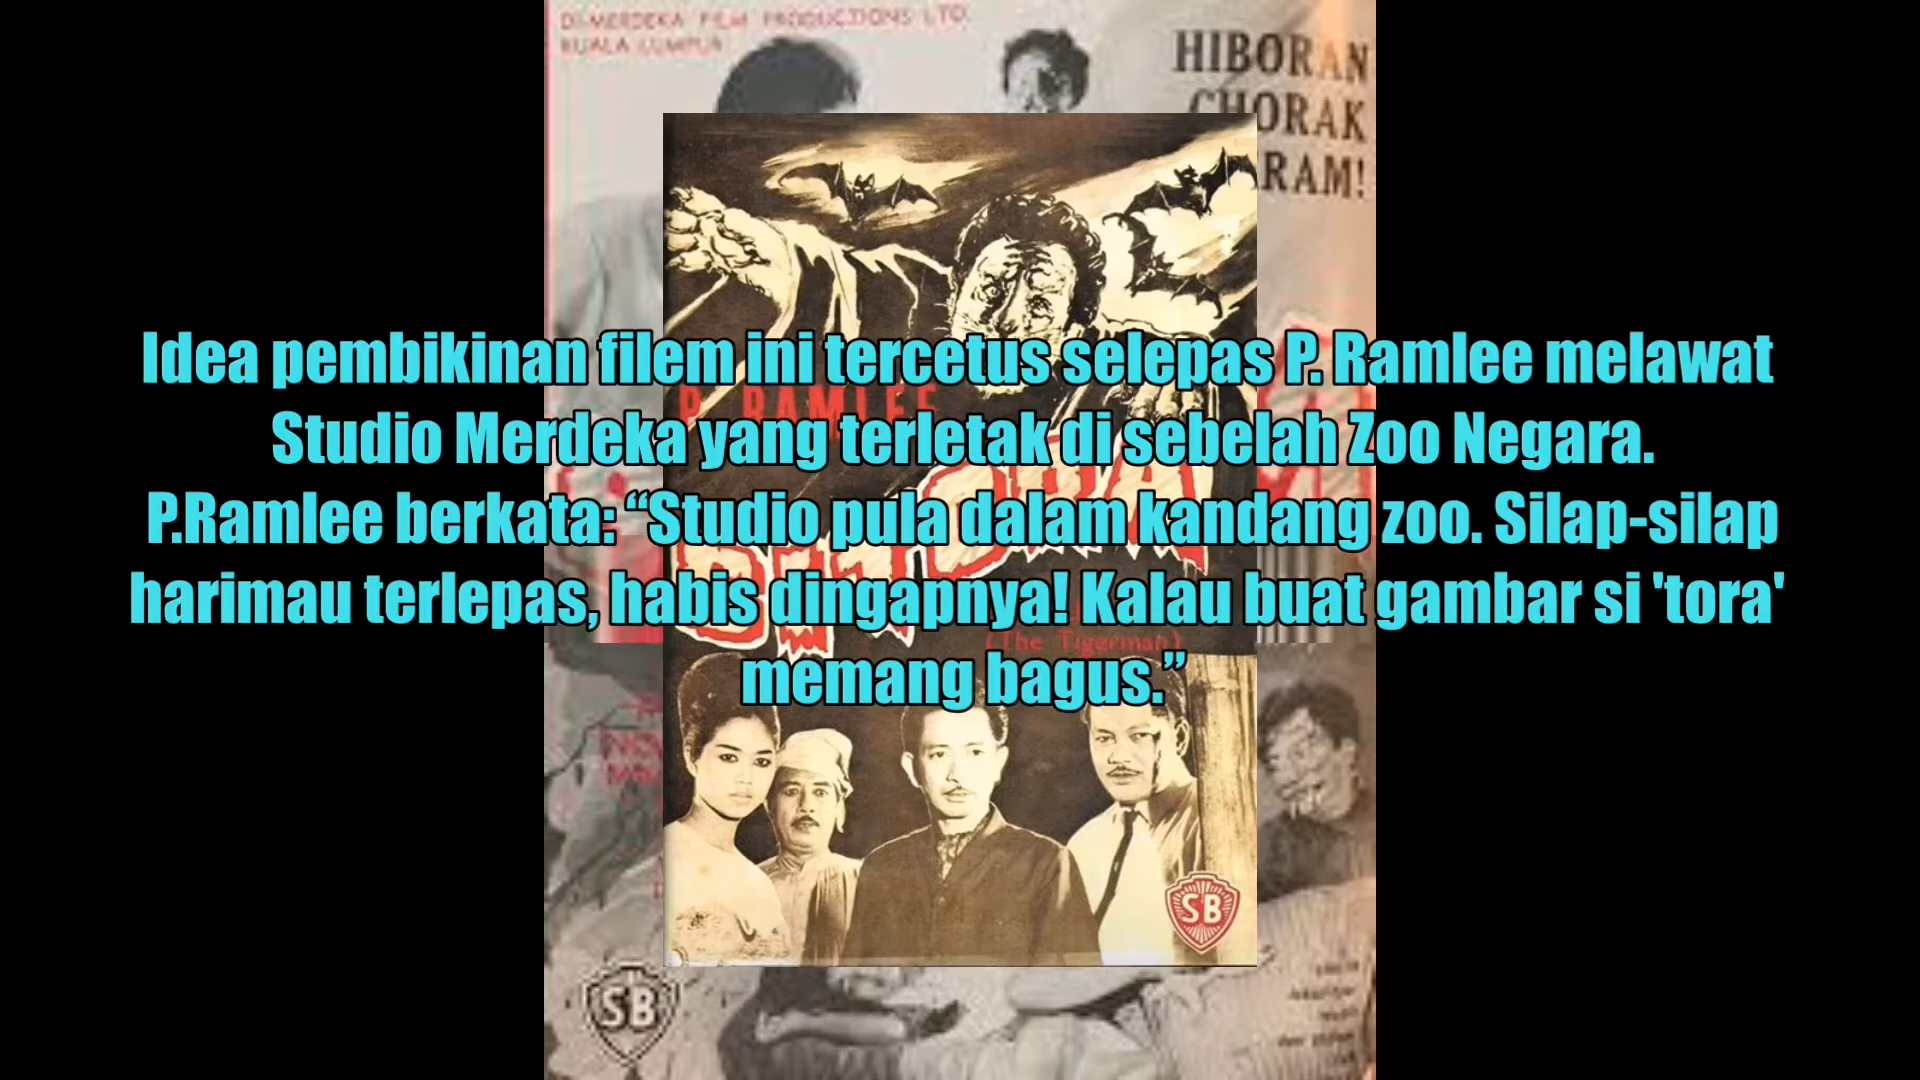 DI-MERDEKA FILM PRODUCTIONS LTD.
KUALA LUMPUR
HIBORAN
CHORAK
RAM!
Idea pembikinan filem ini tercetus selepas P. Ramlee melawat
Studio Merdeka yang terletak di sebelah Zoo Negara.
P.Ramlee berkata: “Studio pula dalam kandang zoo. Silap-silap
harimau terlepas, habis dingapnya! Kalau buat gambar si 'tora'
memang bagus.”
P. RAMLEE
SITORA
(The Tigerman)
SB
SB